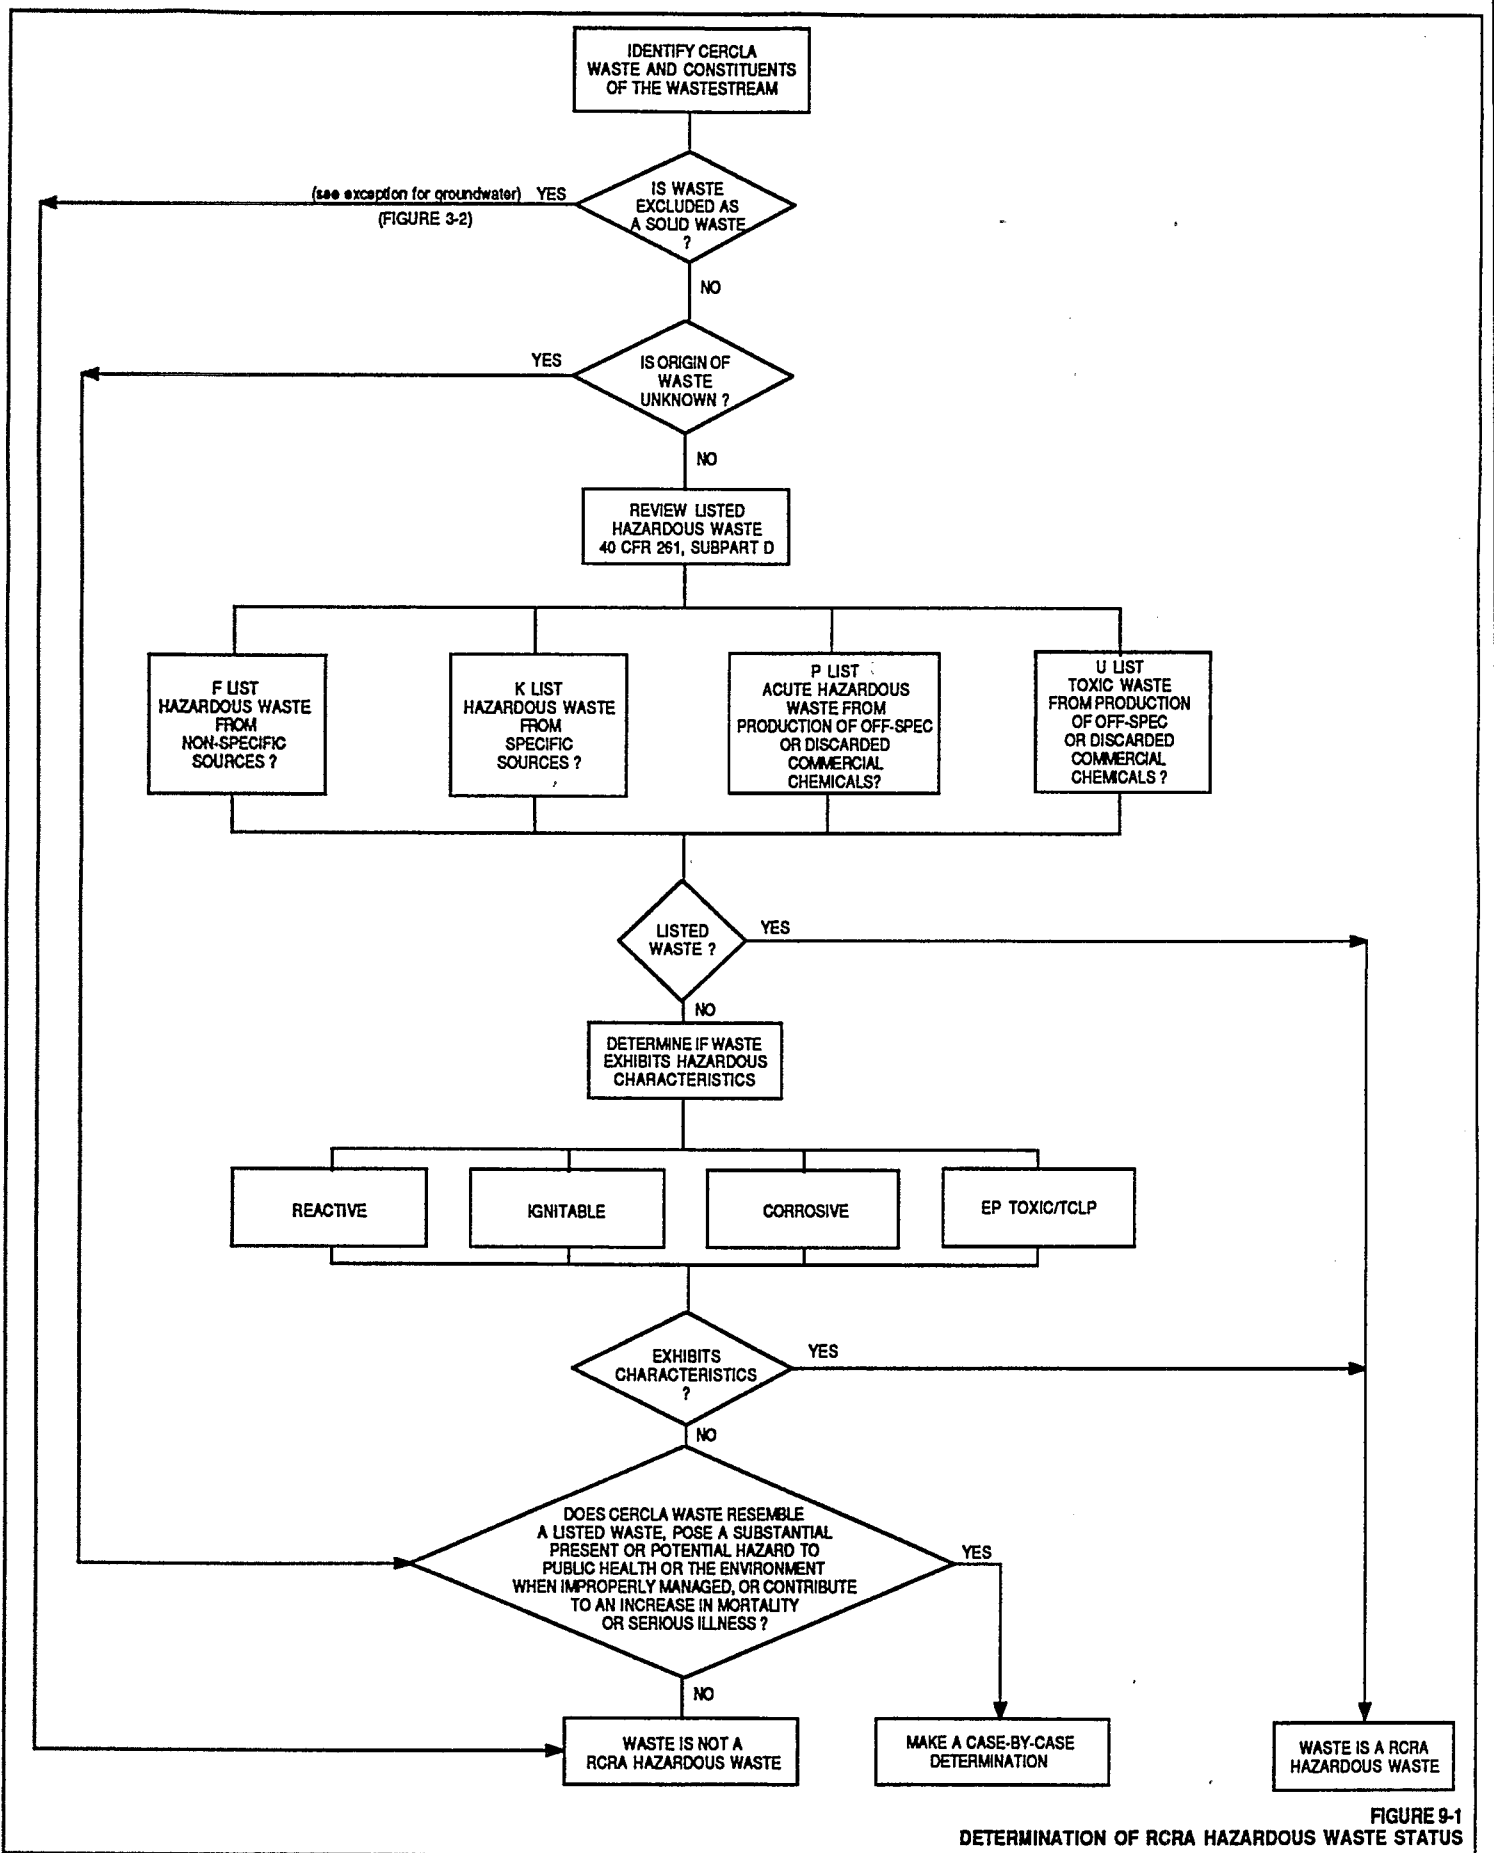 IDENTIFY CERCLA
WASTE AND CONSTITUENTS
OF THE WASTESTREAM
IS WASTE
EXCLUDED AS
A SOLID WASTE
?
(see exception for groundwater) YES
(FIGURE 3-2)
NO
IS ORIGIN OF
WASTE
UNKNOWN ?
YES
NO
REVIEW LISTED
HAZARDOUS WASTE
40 CFR 261, SUBPART D
F LIST
HAZARDOUS WASTE
FROM
NON-SPECIFIC
SOURCES ?
K LIST
HAZARDOUS WASTE
FROM
SPECIFIC
SOURCES ?
P LIST
ACUTE HAZARDOUS
WASTE FROM
PRODUCTION OF OFF-SPEC
OR DISCARDED
COMMERCIAL
CHEMICALS?
U LIST
TOXIC WASTE
FROM PRODUCTION
OF OFF-SPEC
OR DISCARDED
COMMERCIAL
CHEMICALS ?
LISTED
WASTE ?
YES
NO
DETERMINE IF WASTE
EXHIBITS HAZARDOUS
CHARACTERISTICS
REACTIVE
IGNITABLE
CORROSIVE
EP TOXIC/TCLP
EXHIBITS
CHARACTERISTICS
?
YES
NO
DOES CERCLA WASTE RESEMBLE
A LISTED WASTE, POSE A SUBSTANTIAL
PRESENT OR POTENTIAL HAZARD TO
PUBLIC HEALTH OR THE ENVIRONMENT
WHEN IMPROPERLY MANAGED, OR CONTRIBUTE
TO AN INCREASE IN MORTALITY
OR SERIOUS ILLNESS ?
YES
NO
WASTE IS NOT A
RCRA HAZARDOUS WASTE
MAKE A CASE-BY-CASE
DETERMINATION
WASTE IS A RCRA
HAZARDOUS WASTE
FIGURE 9-1
DETERMINATION OF RCRA HAZARDOUS WASTE STATUS